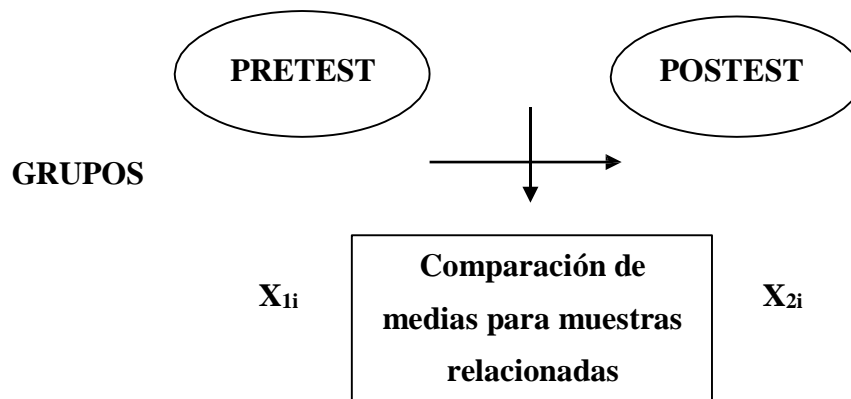 PRETEST
POSTEST
GRUPOS
X1i
Comparación de
medias para muestras
relacionadas
X2i